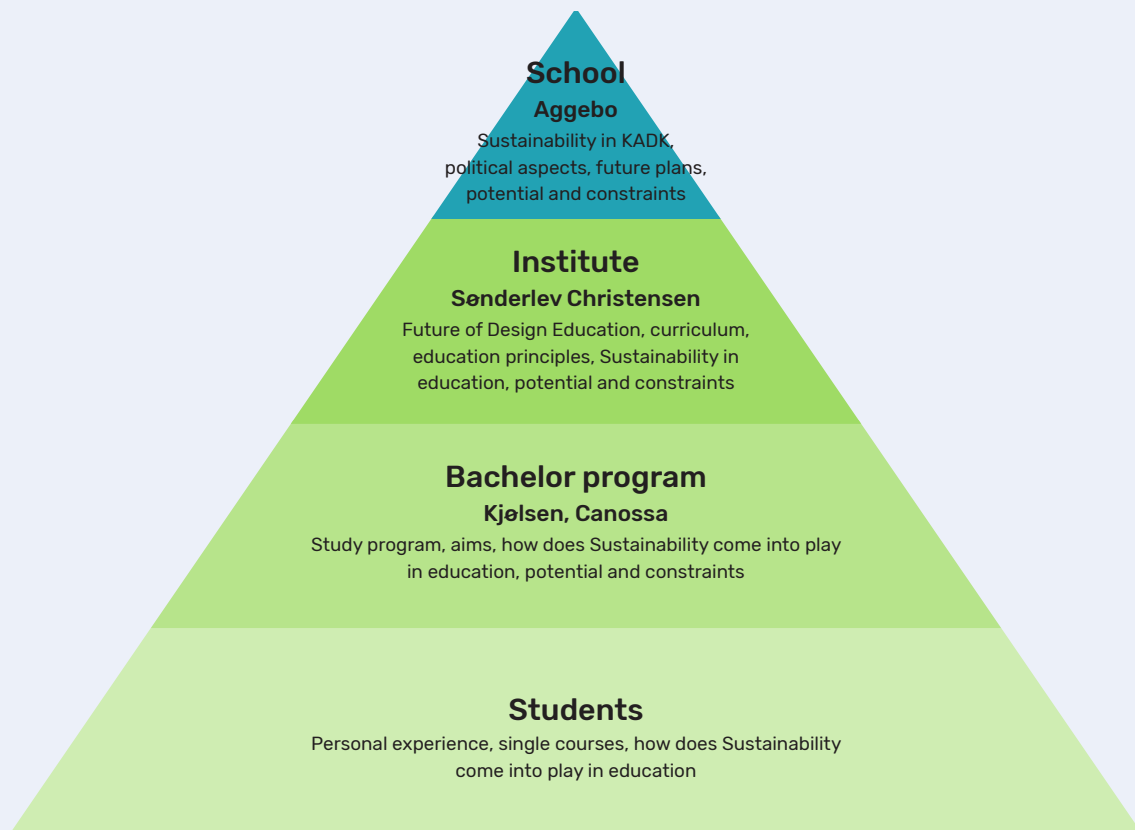 School
Aggebo
Sustainability in KADK,
political aspects, future plans,
potential and constraints
Institute
Sønderlev Christensen
Future of Design Education, curriculum,
education principles, Sustainability in
education, potential and constraints
Bachelor program
Kjølsen, Canossa
Study program, aims, how does Sustainability come into play
in education, potential and constraints
Students
Personal experience, single courses, how does Sustainability
come into play in education